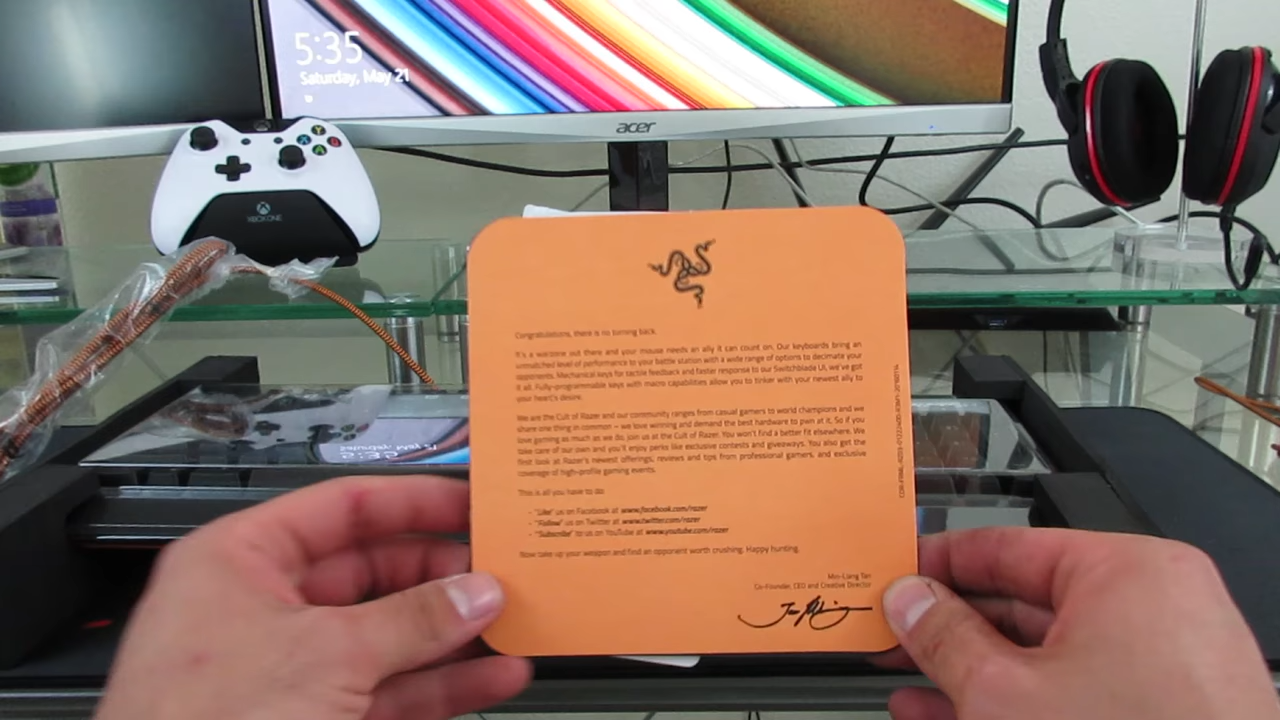 5:35
Saturday, May 21
acer
XBOX ONE
Congratulations, there is no turning back.
It's a warzone out there and your mouse needs an ally it can count on. Our keyboards bring an
unmatched level of performance to your battle station with a wide range of options to decimate your
opponents. Mechanical keys for tactile feedback and faster response to our Switchblade UI, we've got
it all. Fully-programmable keys with macro capabilities allow you to tinker with your newest ally to
your heart's desire.
We are the Cult of Razer and our community ranges from casual gamers to world champions and we
share one thing in common – we love winning and demand the best hardware to pwn at it. So if you
love gaming as much as we do, join us at the Cult of Razer. You won't find a better fit elsewhere. We
take care of our own and you'll enjoy perks like exclusive contests and giveaways. You also get the
first look at Razer's newest offerings, reviews and tips from professional gamers, and exclusive
coverage of high-profile gaming events.
This is all you have to do:
- "Like" us on Facebook at www.facebook.com/razer
- "Follow" us on Twitter at www.twitter.com/razer
- "Subscribe" to us on YouTube at www.youtube.com/razer
Now take up your weapon and find an opponent worth crushing. Happy hunting.
Min-Liang Tan
Co-Founder, CEO and Creative Director